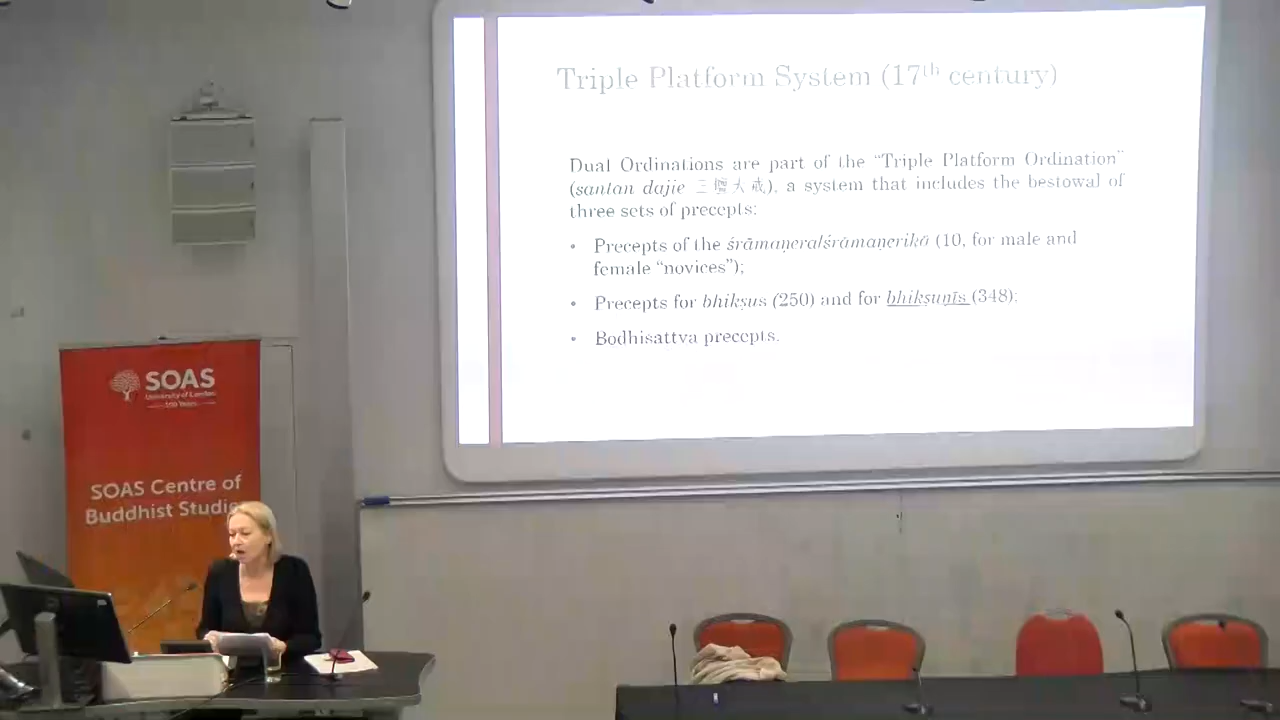 Triple Platform System (17th century)
Dual Ordinations are part of the “Triple Platform Ordination”
(santan dajie 三壇大戒), a system that includes the bestowal of
three sets of precepts:
• Precepts of the śrāmaṇera/śrāmaṇerikā (10, for male and
female “novices”);
• Precepts for bhikṣus (250) and for bhikṣuṇīs (348);
• Bodhisattva precepts.
SOAS
University of London
100 Years
SOAS Centre of
Buddhist Studie